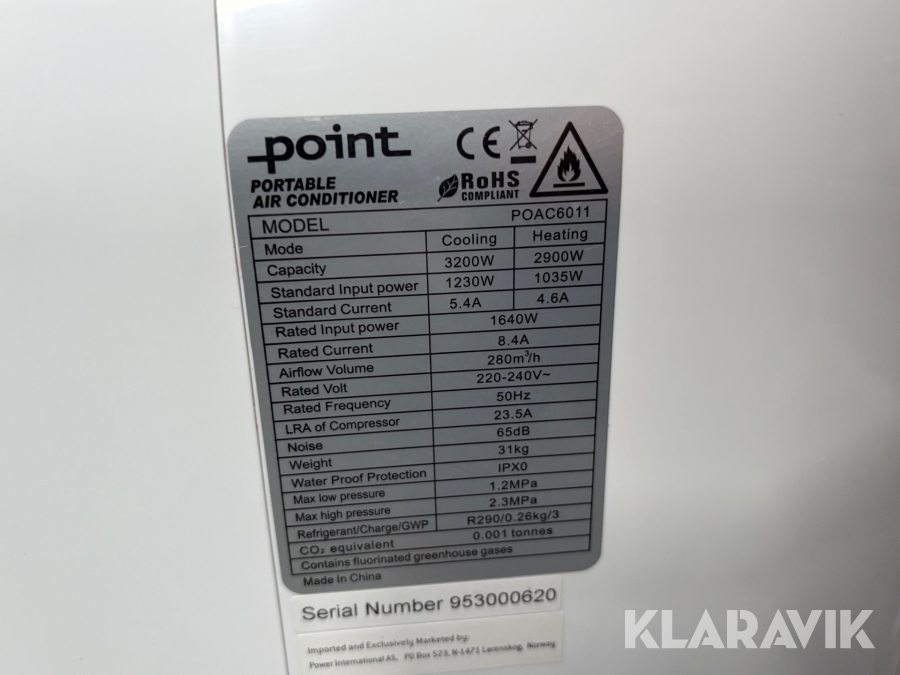 point
CE
PORTABLE
AIR CONDITIONER
RoHS
COMPLIANT
MODEL POAC6011
Mode Cooling Heating
Capacity 3200W 2900W
Standard Input power 1230W 1035W
Standard Current 5.4A 4.6A
Rated Input power 1640W
Rated Current 8.4A
Airflow Volume 280m³/h
Rated Volt 220-240V~
Rated Frequency 50Hz
LRA of Compressor 23.5A
Noise 65dB
Weight 31kg
Water Proof Protection IPX0
Max low pressure 1.2MPa
Max high pressure 2.3MPa
Refrigerant/Charge/GWP R290/0.26kg/3
CO₂ equivalent 0.001 tonnes
Contains fluorinated greenhouse gases
Made In China
Serial Number 953000620
Imported and Exclusively Marketed by:
Power International AS, PO Box 523, N-1471 Lørenskog, Norway
KLARAVIK